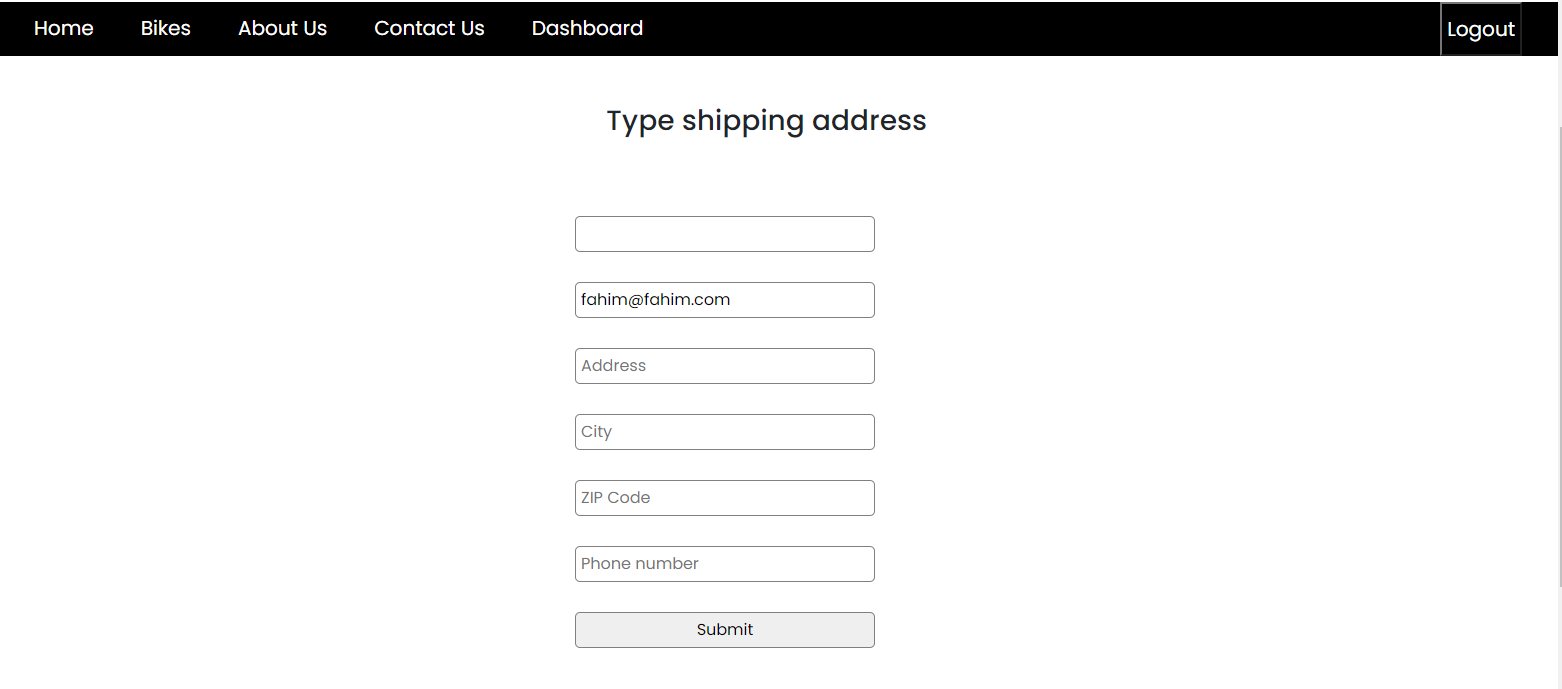 Home Bikes About Us Contact Us Dashboard Logout
Type shipping address
fahim@fahim.com
Address
City
ZIP Code
Phone number
Submit